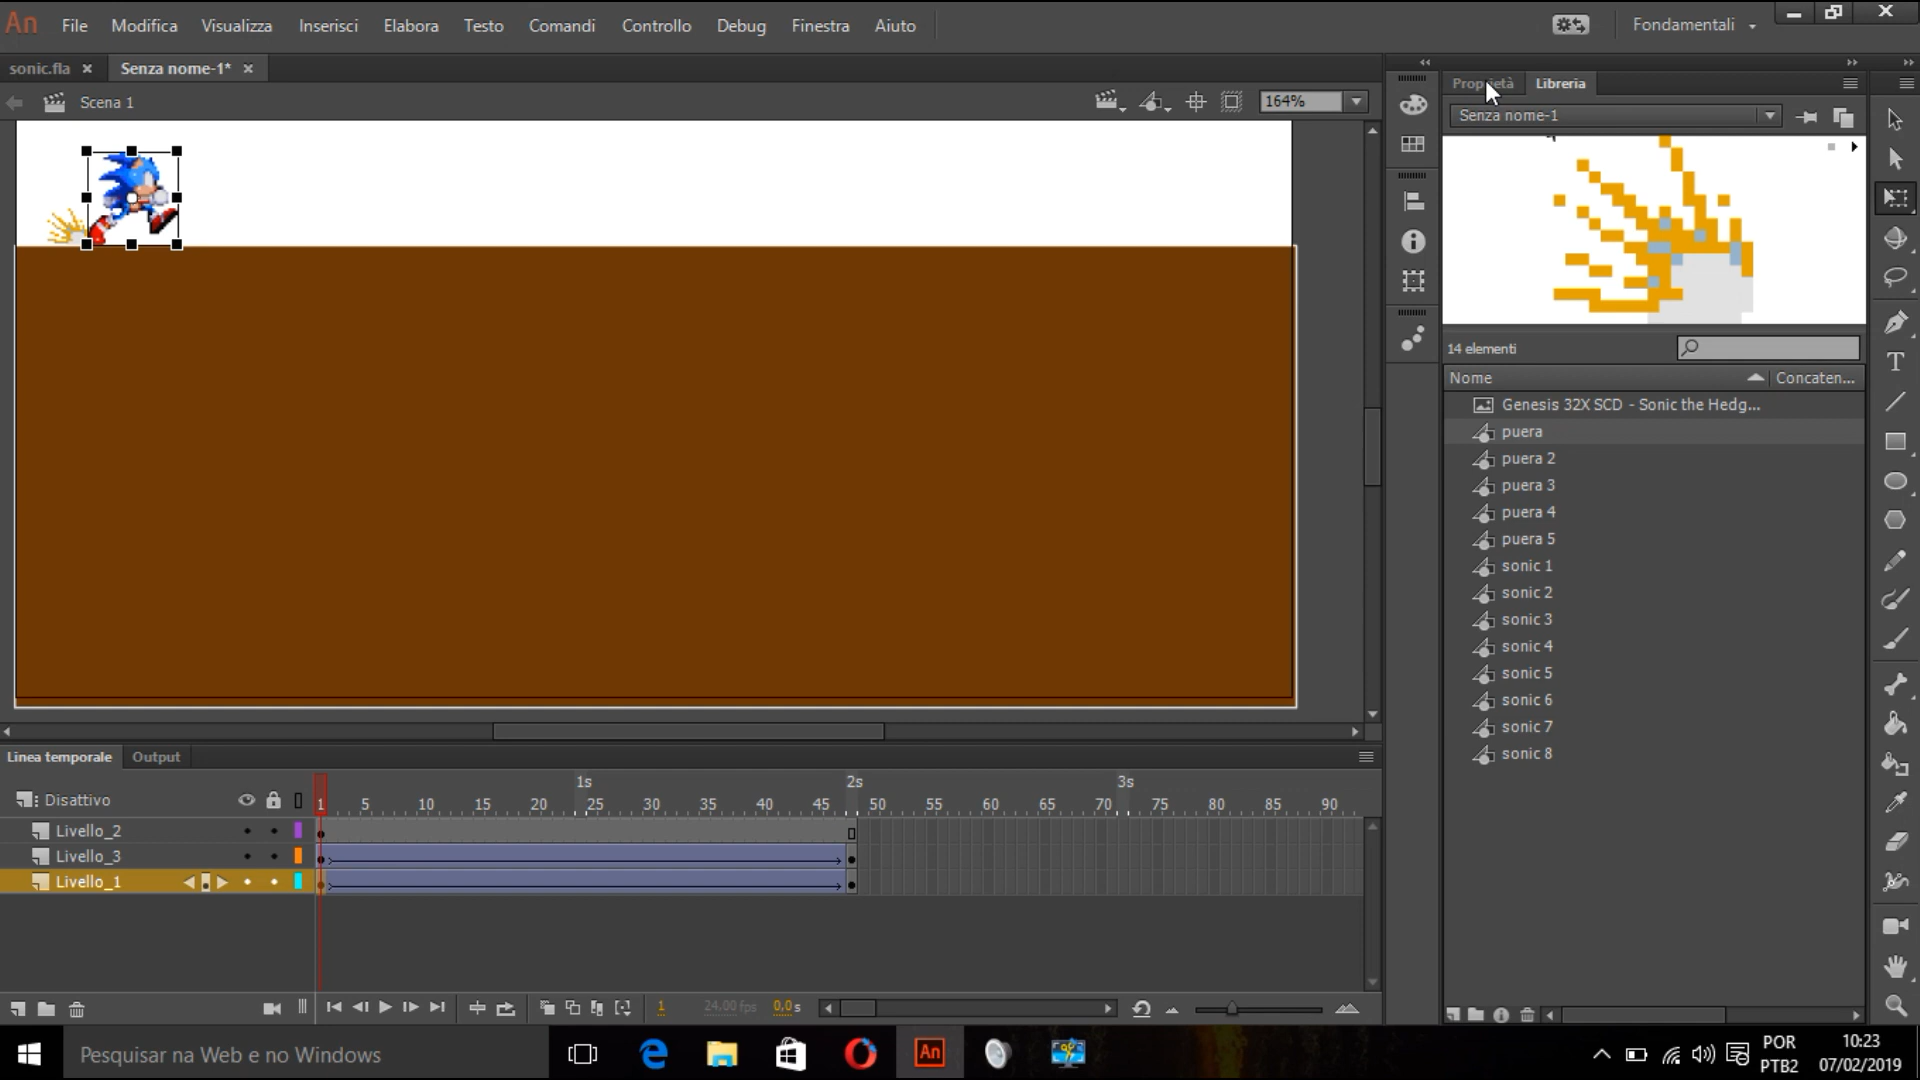 An File Modifica Visualizza Inserisci Elabora Testo Comandi Controllo Debug Finestra Aiuto Fondamentali
sonic.fla Senza nome-1* 
Scena 1 164%
Proprietà Libreria
Senza nome-1
14 elementi
Nome Concaten...
Genesis 32X SCD - Sonic the Hedg...
puera
puera 2
puera 3
puera 4
puera 5
sonic 1
sonic 2
sonic 3
sonic 4
sonic 5
sonic 6
sonic 7
sonic 8
Linea temporale Output
1s 2s 3s
Disattivo 1 5 10 15 20 25 30 35 40 45 50 55 60 65 70 75 80 85 90
Livello_2
Livello_3
Livello_1
1 24,00 fps 0,0 s
Pesquisar na Web e no Windows An
POR
PTB2
10:23
07/02/2019